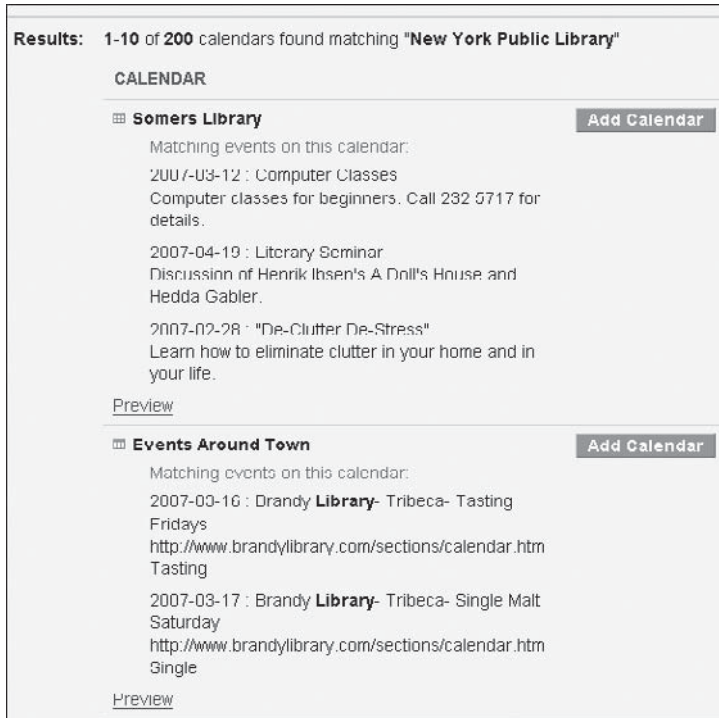 Results: 1-10 of 200 calendars found matching "New York Public Library"
CALENDAR
Somers Library Add Calendar
Matching events on this calendar:
2007-03-12 : Computer Classes
Computer classes for beginners. Call 232 5717 for
details.
2007-04-19 : Literary Seminar
Discussion of Henrik Ibsen's A Doll's House and
Hedda Gabler.
2007-02-28 : "De-Clutter De-Stress"
Learn how to eliminate clutter in your home and in
your life.
Preview
Events Around Town Add Calendar
Matching events on this calendar:
2007-03-16 : Brandy Library- Tribeca- Tasting
Fridays
http://www.brandylibrary.com/sections/calendar.htm
Tasting
2007-03-17 : Brandy Library- Tribeca- Single Malt
Saturday
http://www.brandylibrary.com/sections/calendar.htm
Single
Preview